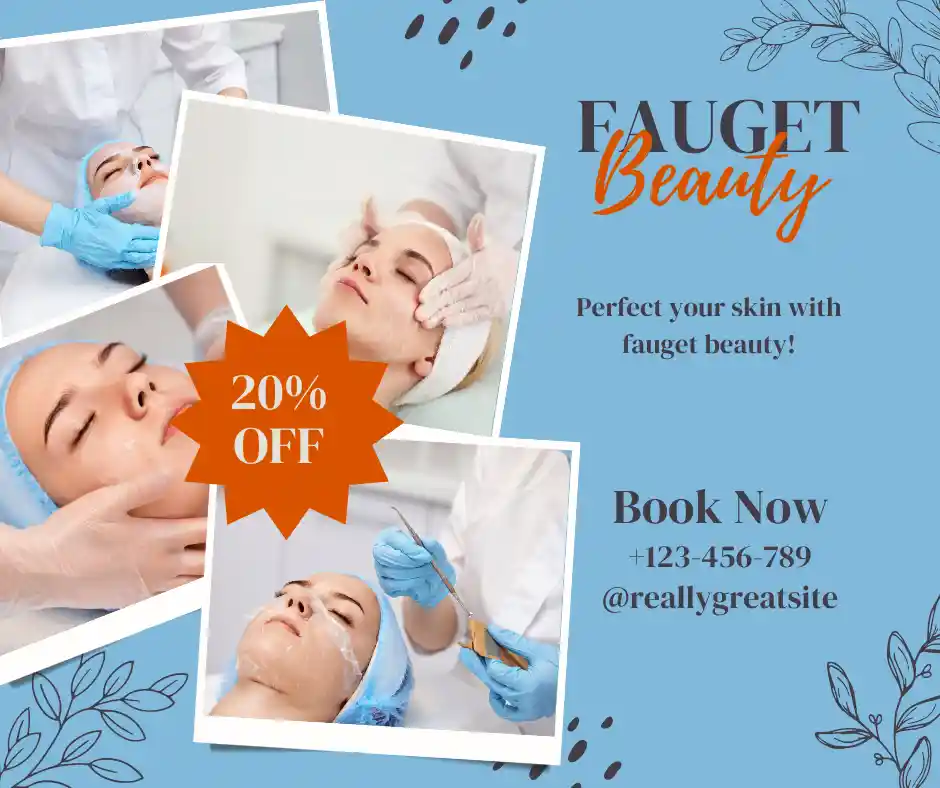 FAUGET
Beauty
Perfect your skin with
fauget beauty!
20%
OFF
Book Now
+123-456-789
@reallygreatsite